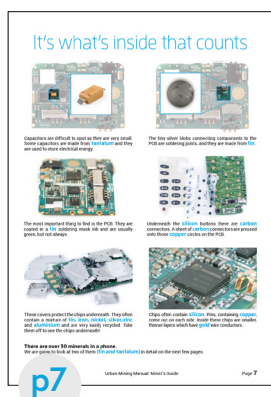 It's what's inside that counts
Capacitors are difficult to spot as they are very small.
Some capacitors are made from tantalum and they
are used to store electrical energy.
The tiny silver blobs connecting components to the
PCB are soldering joints, and they are made from tin.
The most important thing to find is the PCB. They are
coated in a tin soldering mask ink and are usually
green, but not always.
Underneath the silicon buttons there are carbon
connectors. A sheet of carbon connectors are pressed
onto those copper circles on the PCB.
These covers protect the chips underneath. They often
contain a mixture of tin, iron, nickel, silver,zinc
and aluminium and are very easily recycled. Take
them off to see the chips underneath!
Chips often contain silicon. Pins, containing copper,
come out on each side. Inside these chips are smaller,
thinner layers which have gold wire conductors.
There are over 50 minerals in a phone.
We are going to look at two of them (tin and tantalum) in detail on the next few pages
p7
Urban Mining Manual: Miner's Guide
Page 7